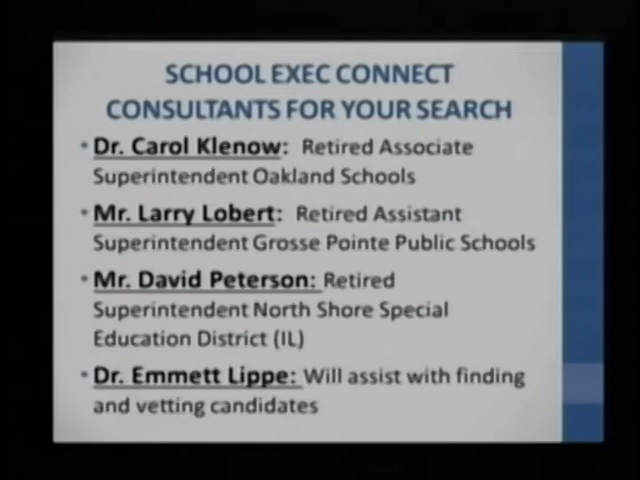 SCHOOL EXEC CONNECT
CONSULTANTS FOR YOUR SEARCH
• Dr. Carol Klenow: Retired Associate
Superintendent Oakland Schools
• Mr. Larry Lobert: Retired Assistant
Superintendent Grosse Pointe Public Schools
• Mr. David Peterson: Retired
Superintendent North Shore Special
Education District (IL)
• Dr. Emmett Lippe: Will assist with finding
and vetting candidates